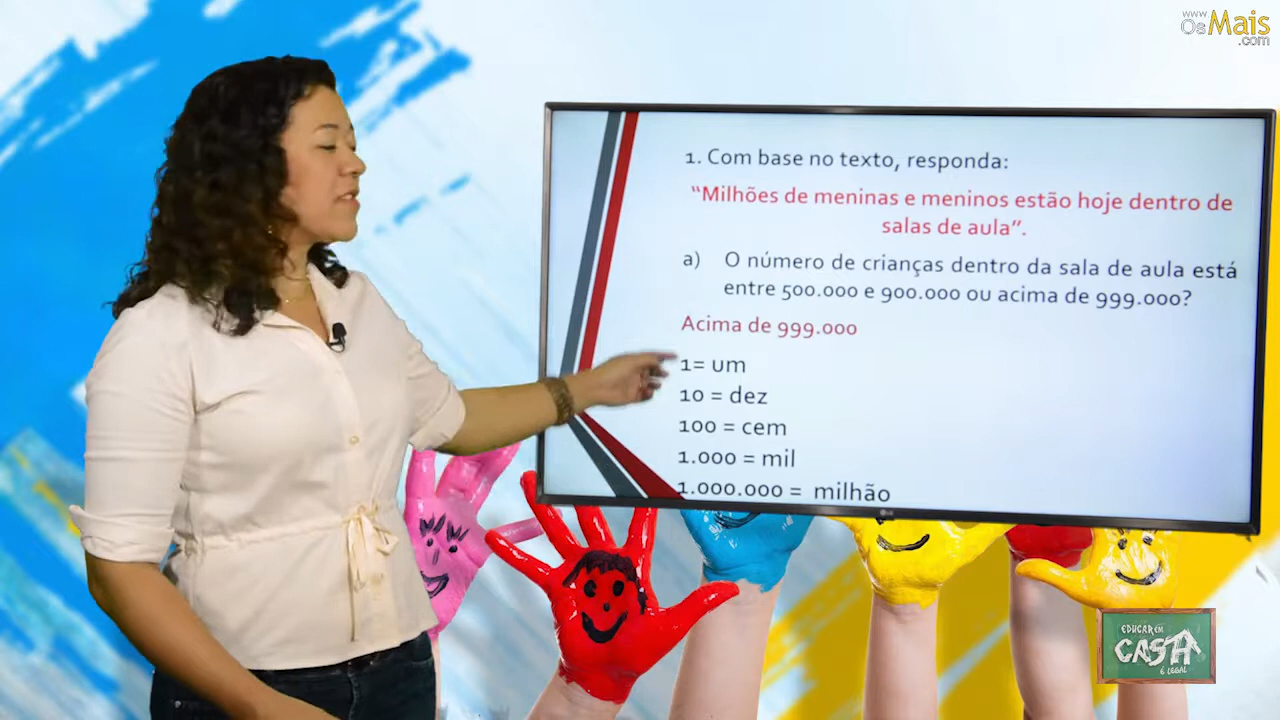 www
OsMais
.com
1. Com base no texto, responda:
“Milhões de meninas e meninos estão hoje dentro de
salas de aula”.
a) O número de crianças dentro da sala de aula está
entre 500.000 e 900.000 ou acima de 999.000?
Acima de 999.000
1= um
10 = dez
100 = cem
1.000 = mil
1.000.000 = milhão
LG
EDUCAR EM
CASA
É LEGAL